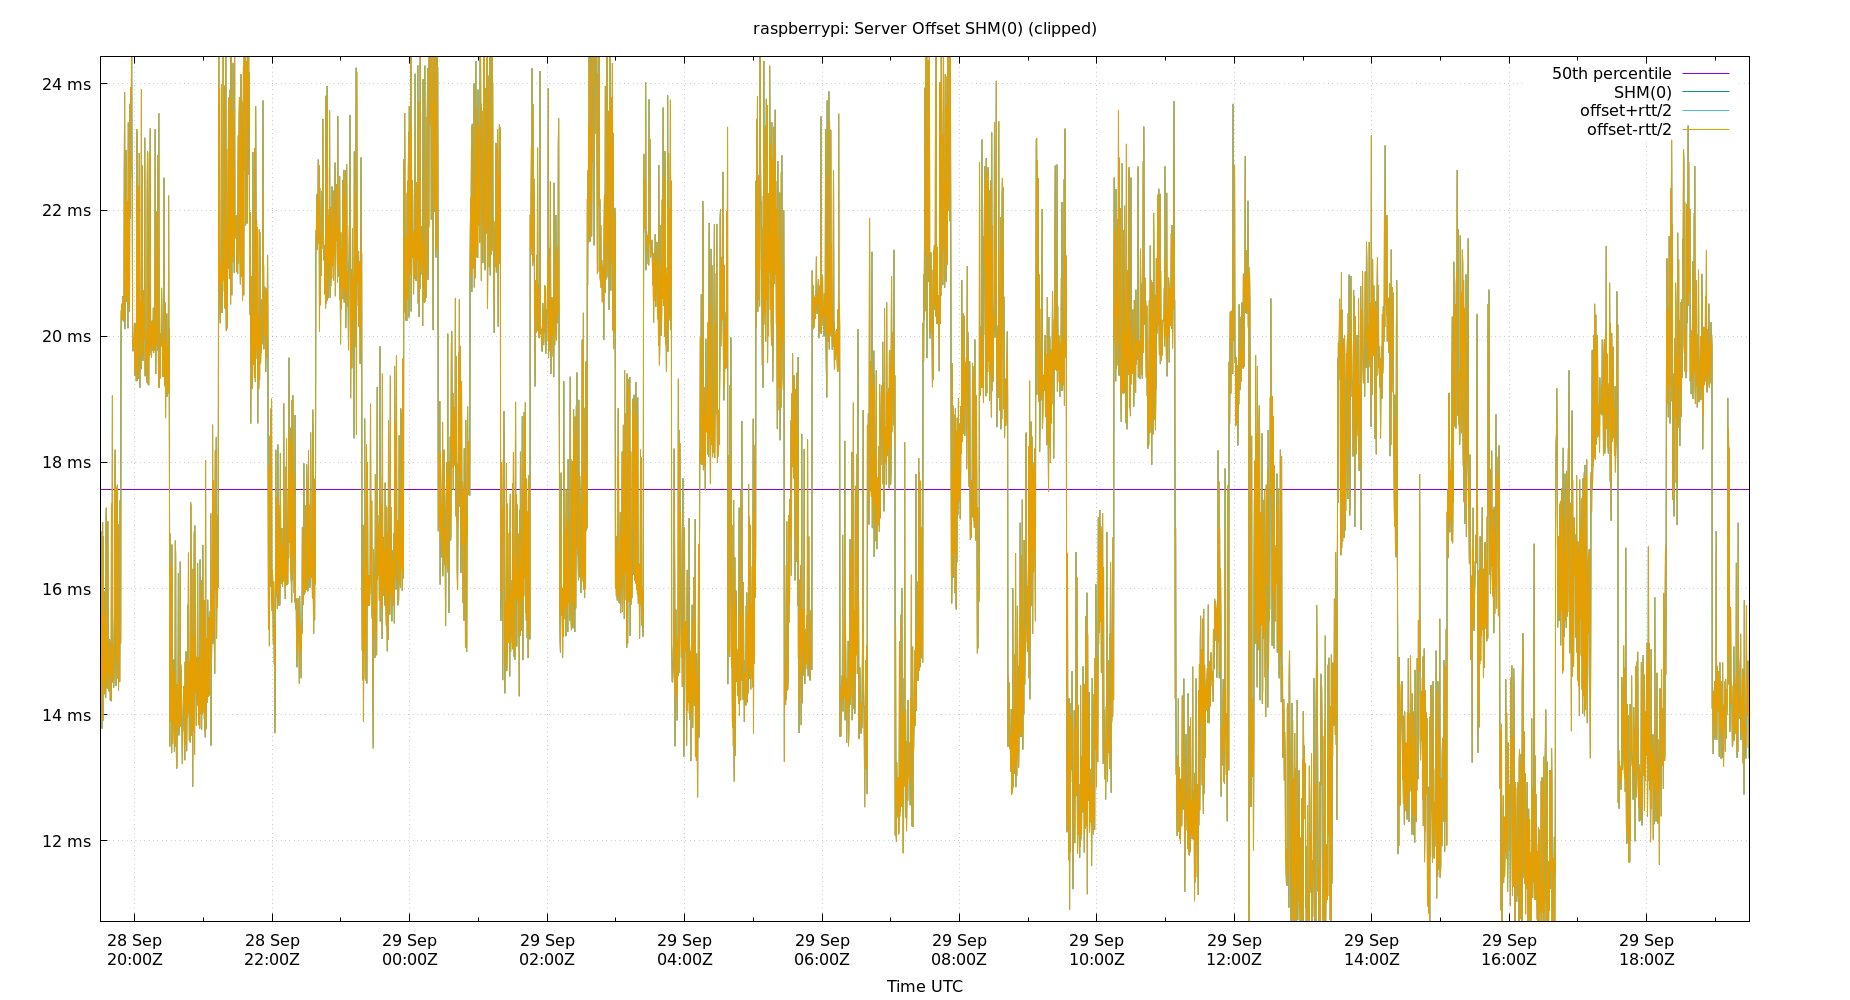 raspberrypi: Server Offset SHM(0) (clipped)
50th percentile
SHM(0)
offset+rtt/2
offset-rtt/2
24 ms
22 ms
20 ms
18 ms
16 ms
14 ms
12 ms
28 Sep 28 Sep 29 Sep 29 Sep 29 Sep 29 Sep 29 Sep 29 Sep 29 Sep 29 Sep 29 Sep 29 Sep
20:00Z 22:00Z 00:00Z 02:00Z 04:00Z 06:00Z 08:00Z 10:00Z 12:00Z 14:00Z 16:00Z 18:00Z
Time UTC